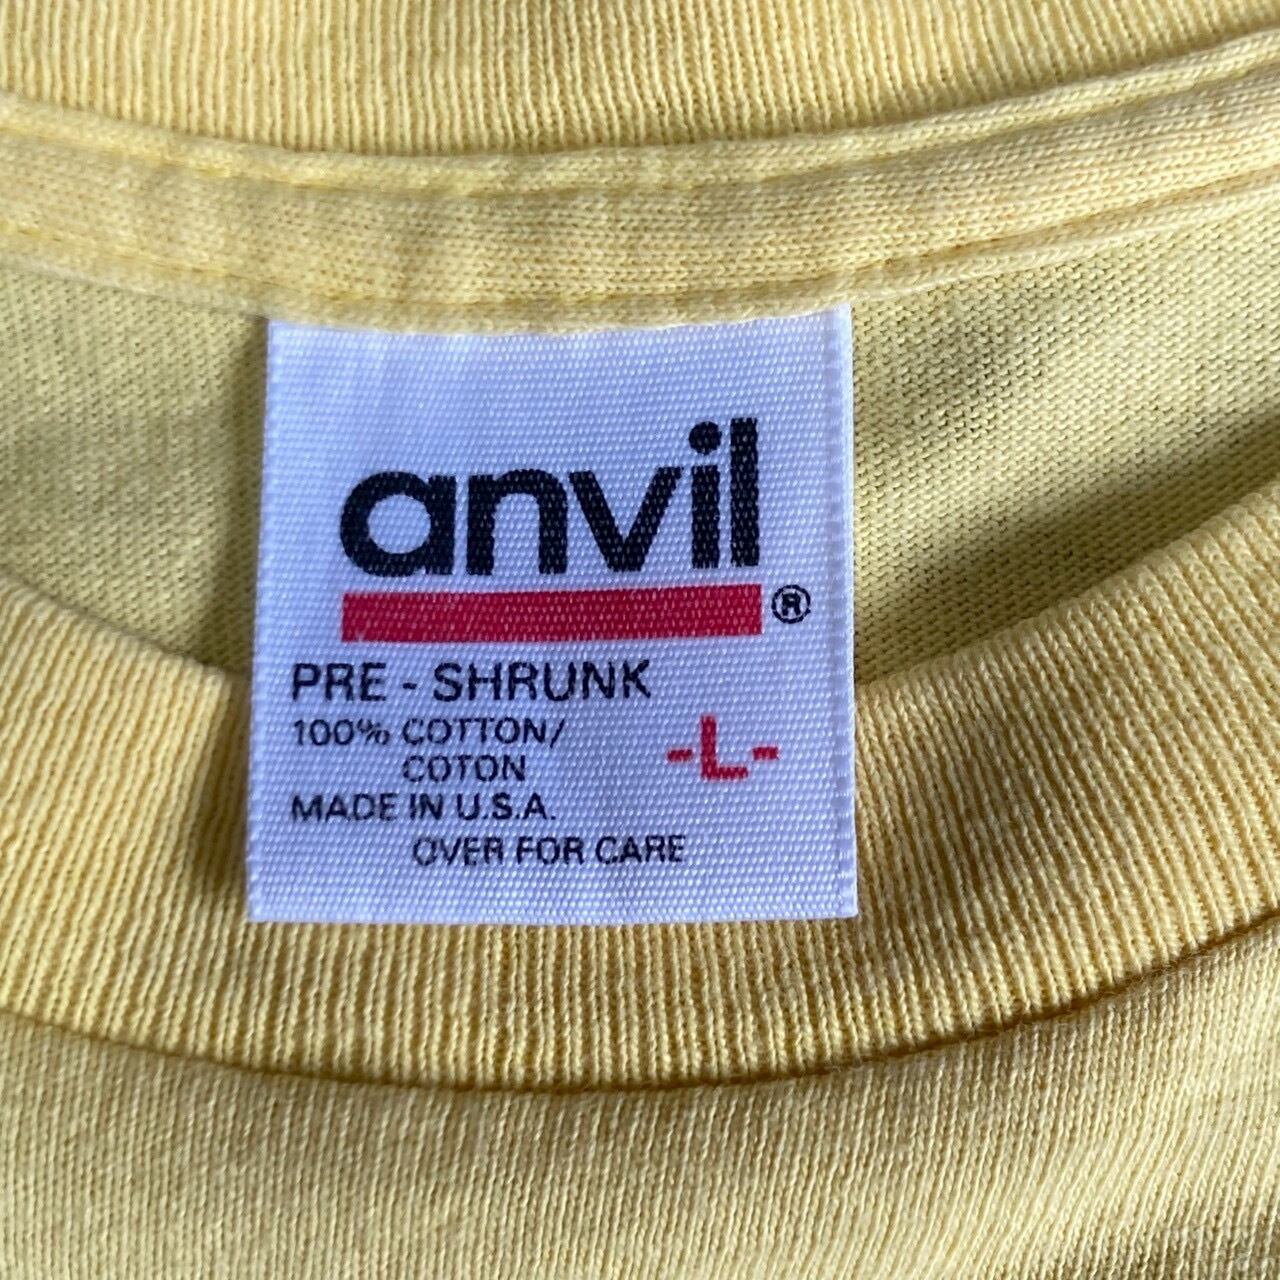 anvil
®
PRE - SHRUNK
100% COTTON/
COTON
-L-
MADE IN U.S.A.
OVER FOR CARE